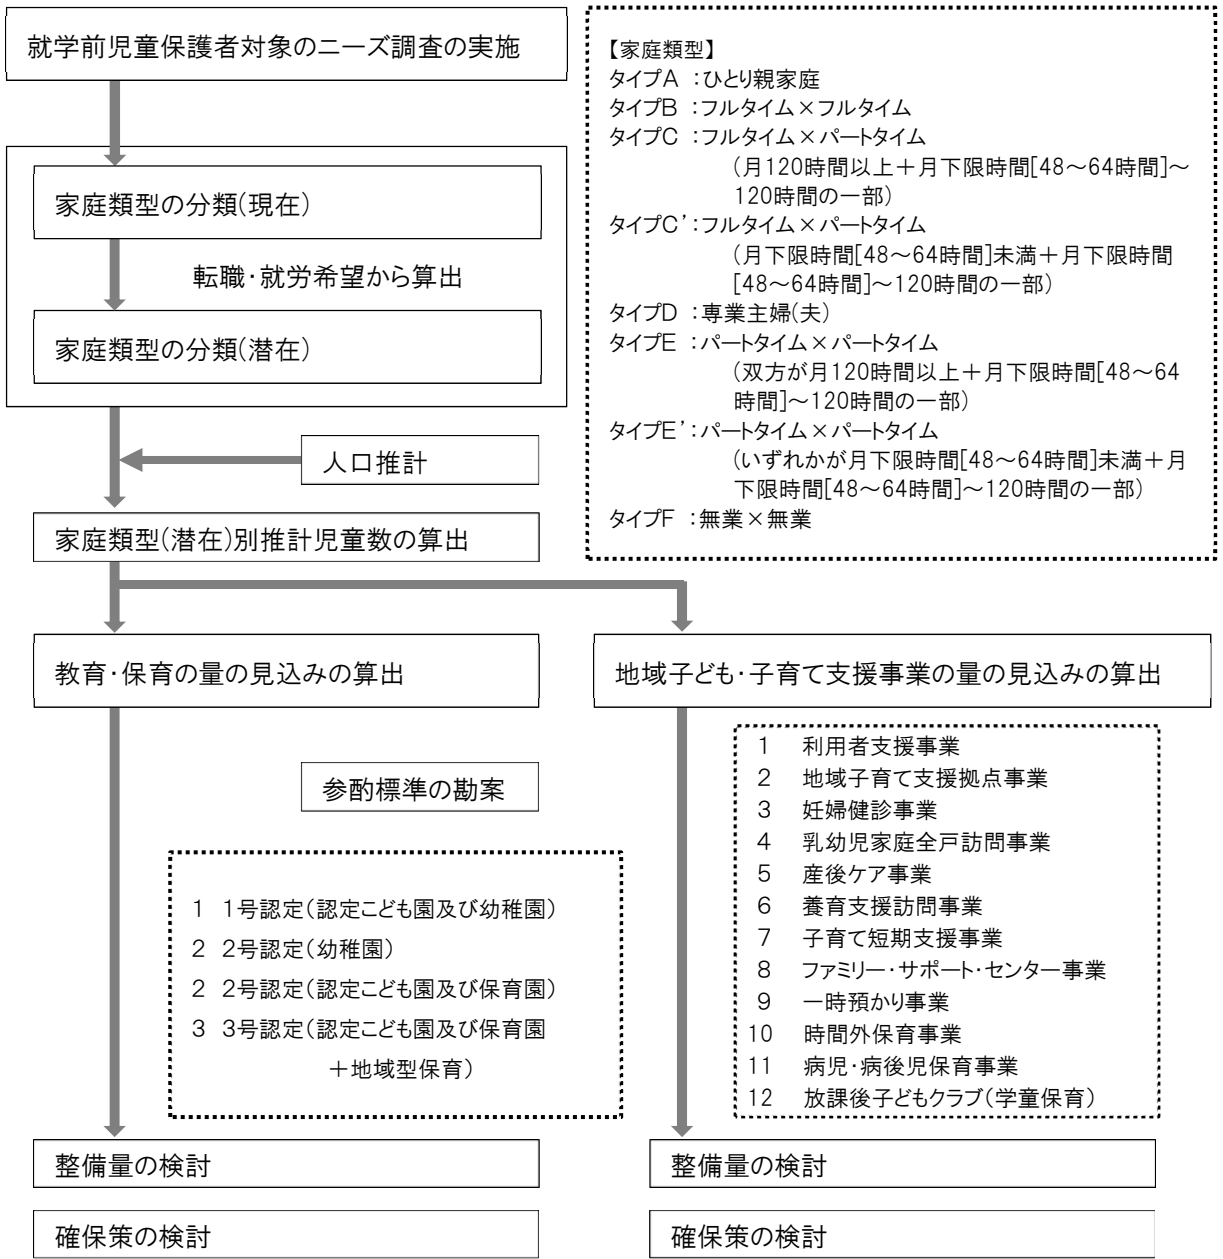 就学前児童保護者対象のニーズ調査の実施
家庭類型の分類(現在)
転職・就労希望から算出
家庭類型の分類(潜在)
人口推計
家庭類型(潜在)別推計児童数の算出
【家庭類型】
タイプA ：ひとり親家庭
タイプB ：フルタイム×フルタイム
タイプC ：フルタイム×パートタイム
(月120時間以上＋月下限時間[48～64時間]～
120時間の一部)
タイプC’：フルタイム×パートタイム
(月下限時間[48～64時間]未満＋月下限時間
[48～64時間]～120時間の一部)
タイプD ：専業主婦(夫)
タイプE ：パートタイム×パートタイム
(双方が月120時間以上＋月下限時間[48～64
時間]～120時間の一部)
タイプE’：パートタイム×パートタイム
(いずれかが月下限時間[48～64時間]未満＋月
下限時間[48～64時間]～120時間の一部)
タイプF ：無業×無業
教育・保育の量の見込みの算出
参酌標準の勘案
1 1号認定(認定こども園及び幼稚園)
2 2号認定(幼稚園)
2 2号認定(認定こども園及び保育園)
3 3号認定(認定こども園及び保育園
＋地域型保育)
整備量の検討
確保策の検討
地域子ども・子育て支援事業の量の見込みの算出
1 利用者支援事業
2 地域子育て支援拠点事業
3 妊婦健診事業
4 乳幼児家庭全戸訪問事業
5 産後ケア事業
6 養育支援訪問事業
7 子育て短期支援事業
8 ファミリー・サポート・センター事業
9 一時預かり事業
10 時間外保育事業
11 病児・病後児保育事業
12 放課後子どもクラブ(学童保育)
整備量の検討
確保策の検討